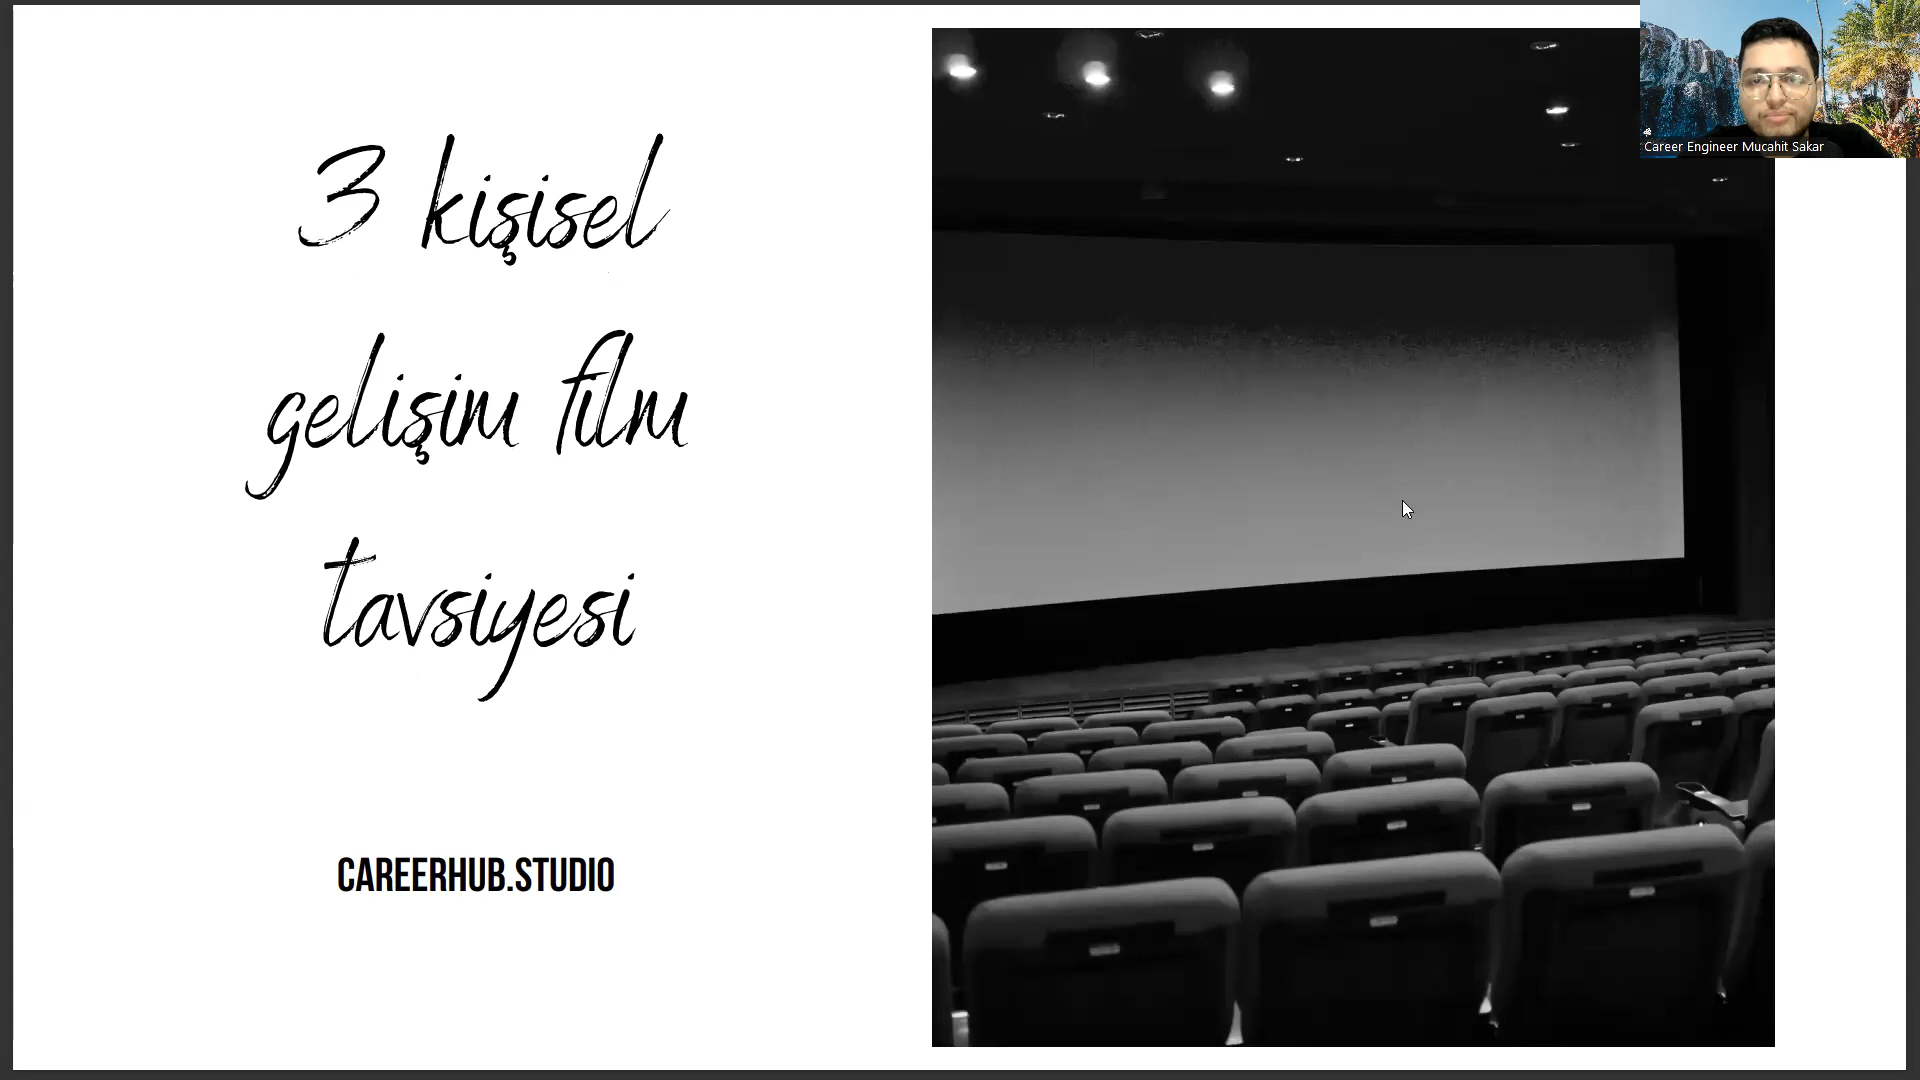 3 kişisel
gelişim film
tavsiyesi
CAREERHUB.STUDIO
Career Engineer Mucahit Sakar